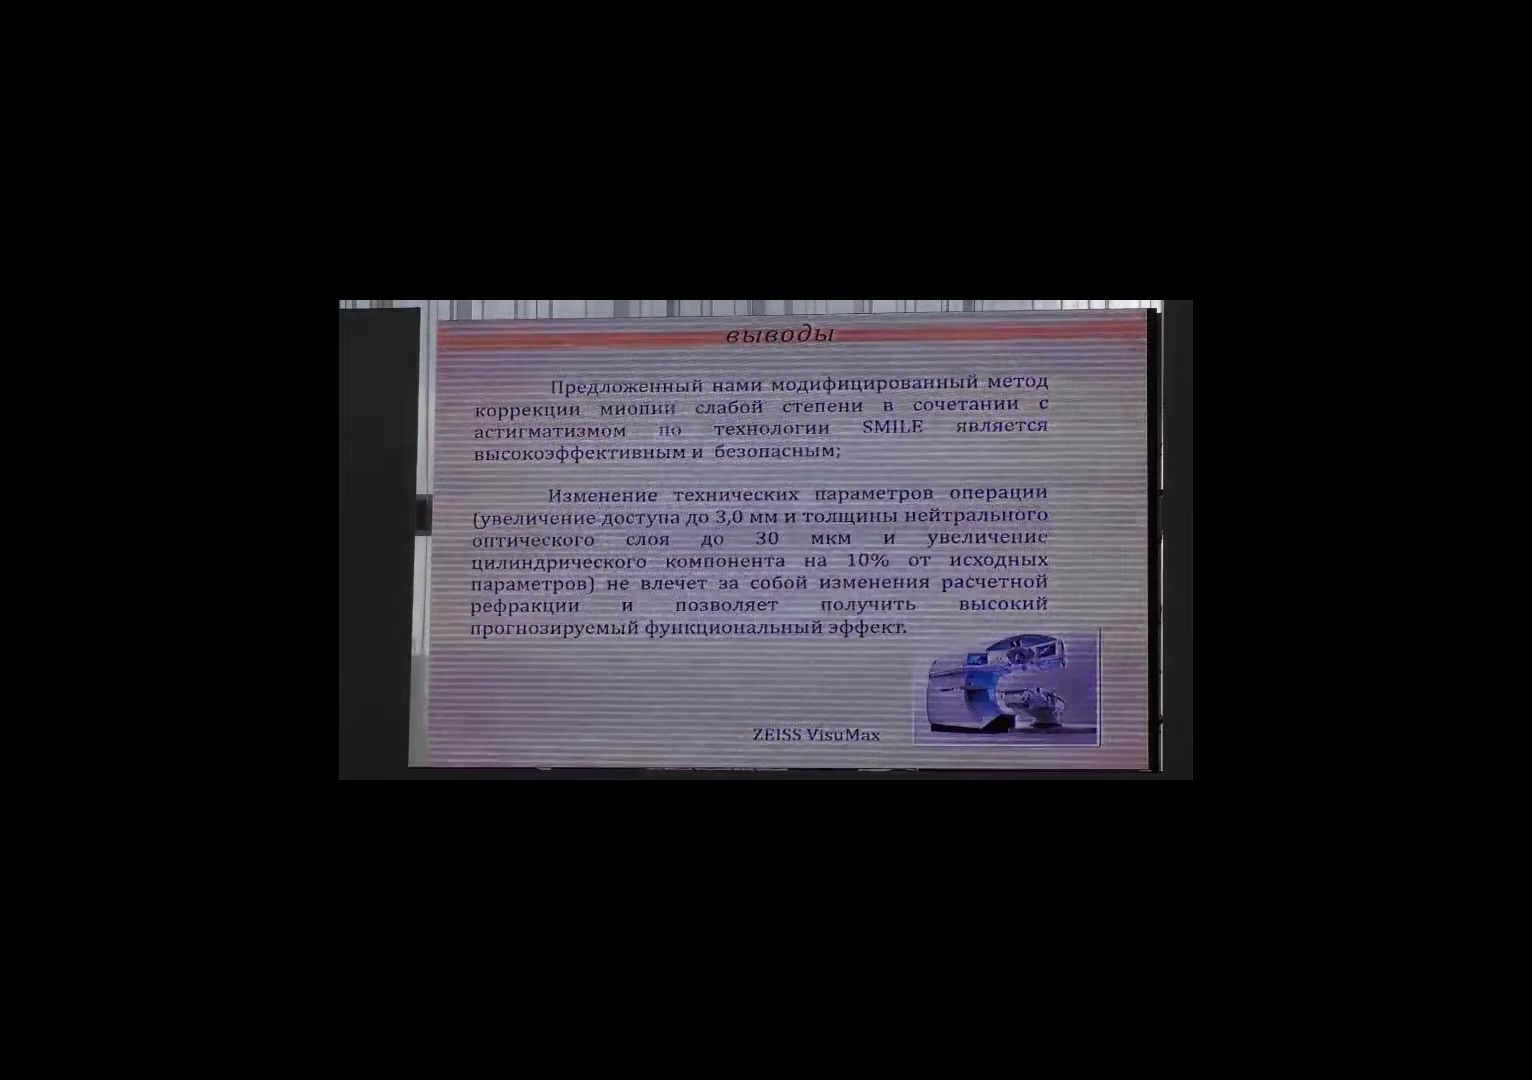 выводы
Предложенный нами модифицированный метод
коррекции миопии слабой степени в сочетании с
астигматизмом по технологии SMILE является
высокоэффективным и безопасным;
Изменение технических параметров операции
(увеличение доступа до 3,0 мм и толщины нейтрального
оптического слоя до 30 мкм и увеличение
цилиндрического компонента на 10% от исходных
параметров) не влечет за собой изменения расчетной
рефракции и позволяет получить высокий
прогнозируемый функциональный эффект.
ZEISS VisuMax